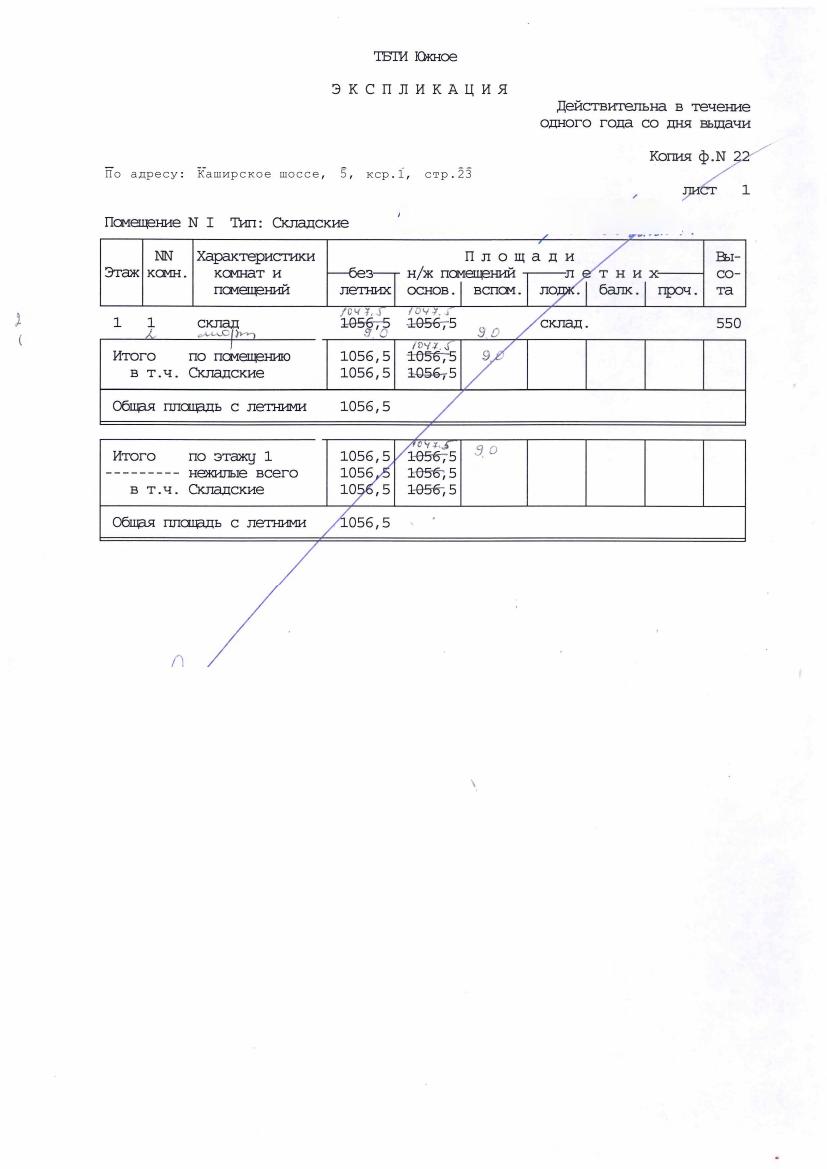 ТБТИ Южное
ЭКСПЛИКАЦИЯ
Действительна в течение
одного года со дня выдачи
Копия ф.N 22
По адресу: Каширское шоссе, 5, кср.1, стр.23
лист 1
Помещение N I Тип: Складские
NN Характеристики Площади Вы-
Этаж комн. комнат и без н/ж помещений летних со-
помещений летних основ. вспом. лодж. балк. проч. та
1047,5 1047,5
1 1 склад 1056,5 1056,5 склад. 550
2 лифт 9,0 9,0
1047,5
Итого по помещению 1056,5 1056,5 9,0
в т.ч. Складские 1056,5 1056,5
Общая площадь с летними 1056,5
1047,5
Итого по этажу 1 1056,5 1056,5 9,0
--------- нежилые всего 1056,5 1056,5
в т.ч. Складские 1056,5 1056,5
Общая площадь с летними 1056,5